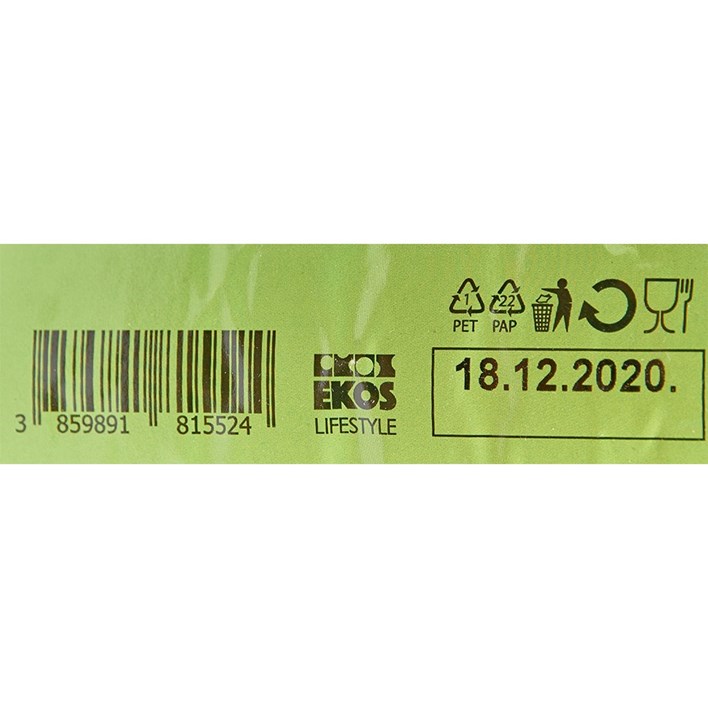 1 22
PET PAP
18.12.2020.
EKOS
LIFESTYLE
3 859891 815524